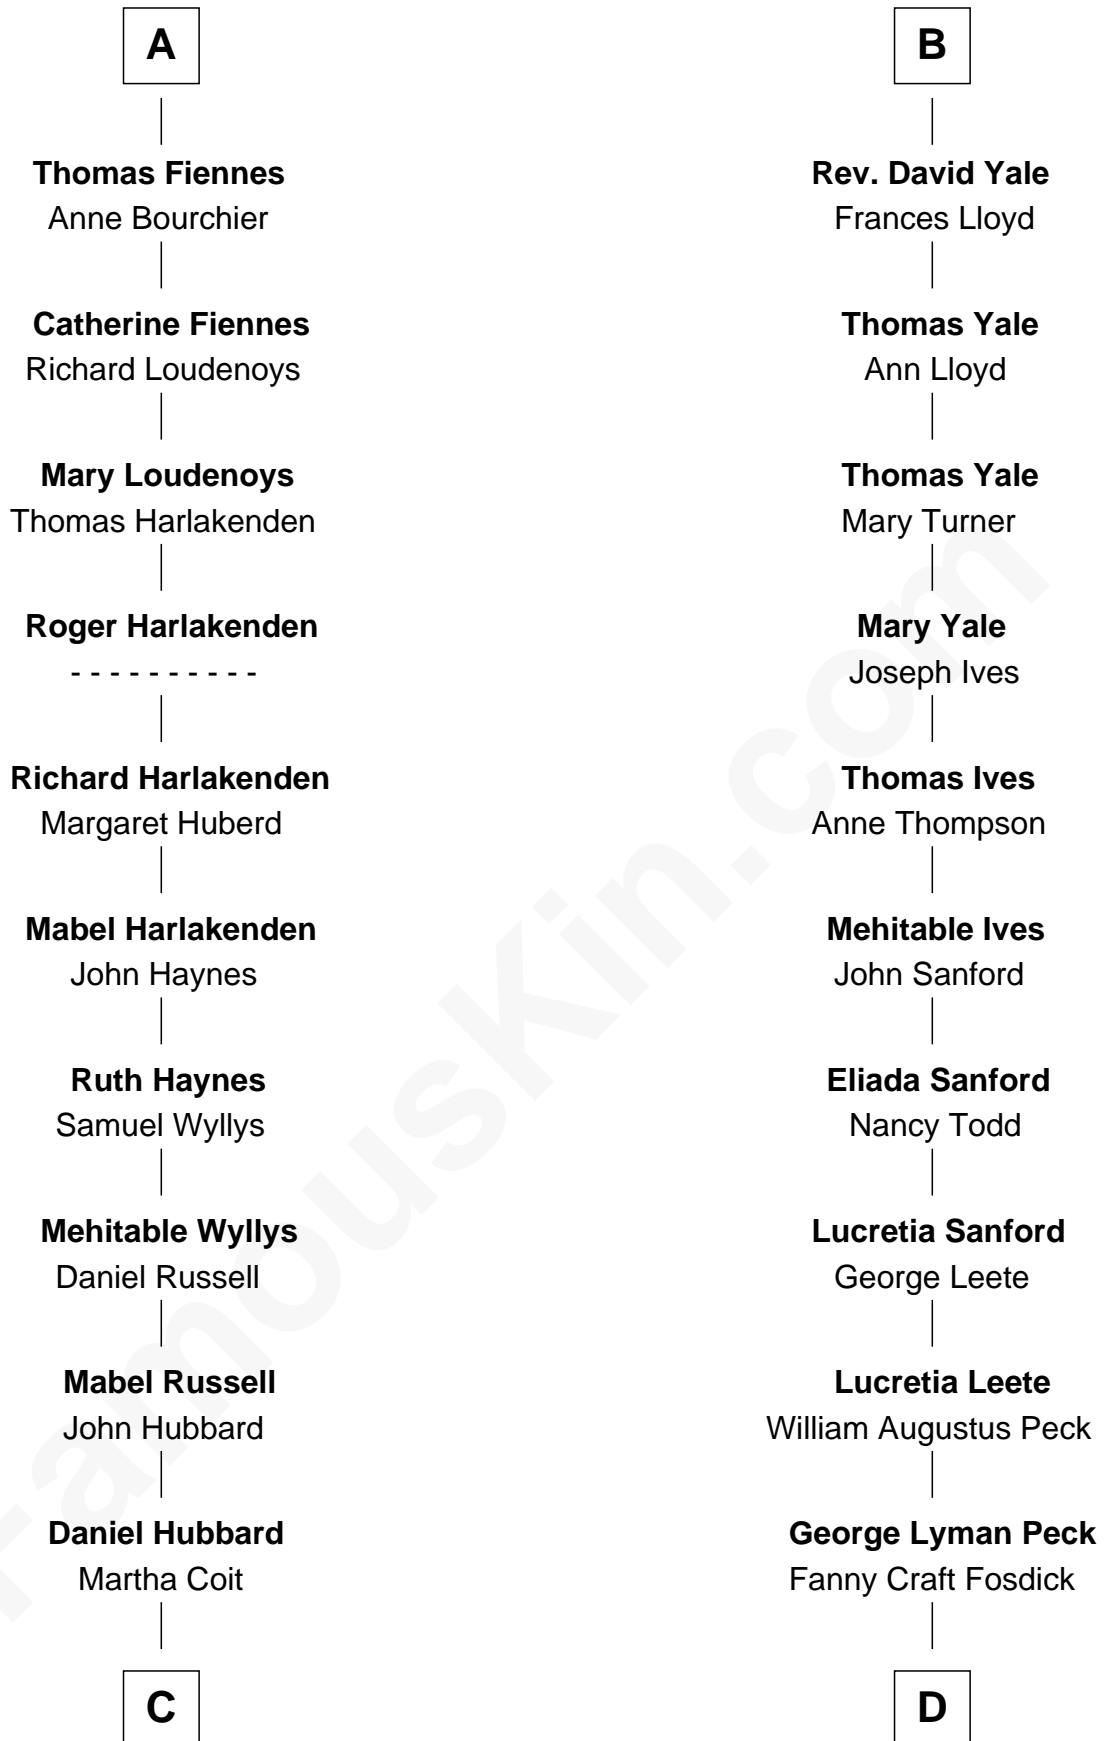 A
Thomas Fiennes
Anne Bourchier
Catherine Fiennes
Richard Loudenoys
Mary Loudenoys
Thomas Harlakenden
Roger Harlakenden
- - - - - - - - - -
Richard Harlakenden
Margaret Huberd
Mabel Harlakenden
John Haynes
Ruth Haynes
Samuel Wyllys
Mehitable Wyllys
Daniel Russell
Mabel Russell
John Hubbard
Daniel Hubbard
Martha Coit
C
B
Rev. David Yale
Frances Lloyd
Thomas Yale
Ann Lloyd
Thomas Yale
Mary Turner
Mary Yale
Joseph Ives
Thomas Ives
Anne Thompson
Mehitable Ives
John Sanford
Eliada Sanford
Nancy Todd
Lucretia Sanford
George Leete
Lucretia Leete
William Augustus Peck
George Lyman Peck
Fanny Craft Fosdick
D
FamousKin.com